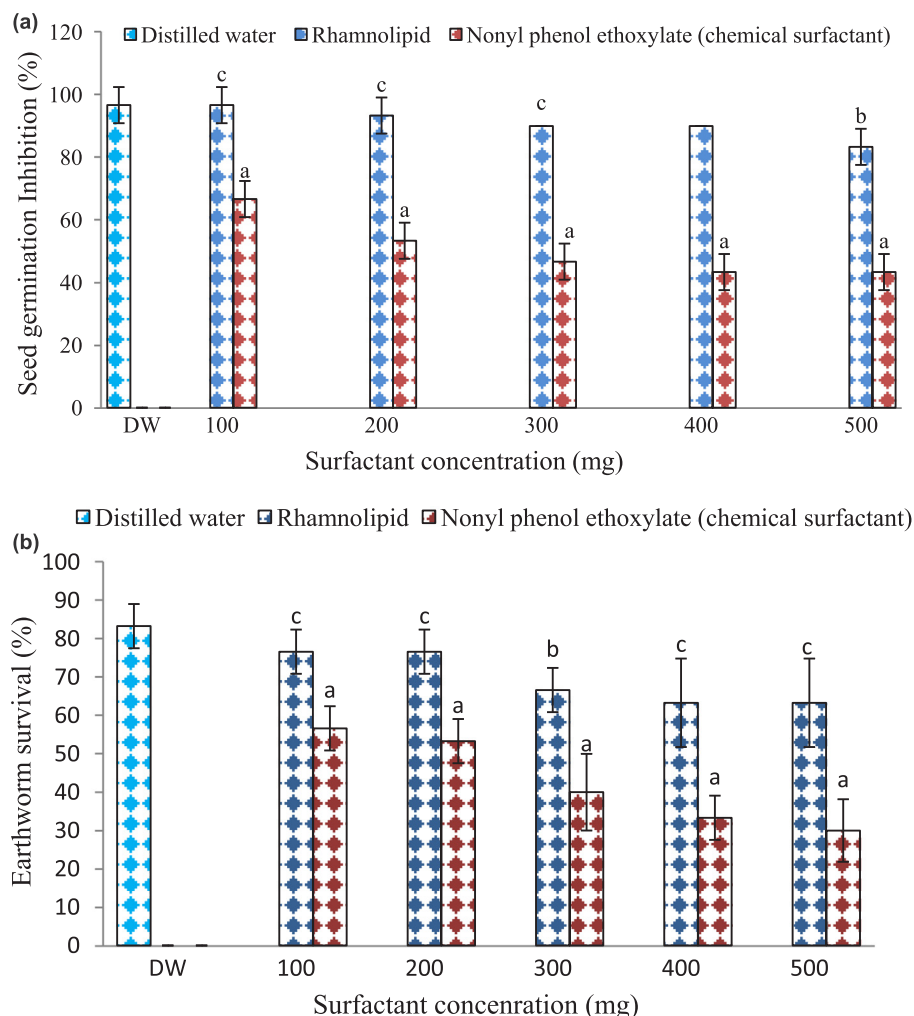 (a)
Distilled water Rhamnolipid Nonyl phenol ethoxylate (chemical surfactant)
Seed germination Inhibition (%)
120
100
80
60
40
20
0
c
a
c
a
c
a
a
b
a
DW 100 200 300 400 500
Surfactant concentration (mg)
Distilled water Rhamnolipid Nonyl phenol ethoxylate (chemical surfactant)
(b)
Earthworm survival (%)
100
90
80
70
60
50
40
30
20
10
0
c
a
c
a
b
a
c
a
c
a
DW 100 200 300 400 500
Surfactant concenration (mg)